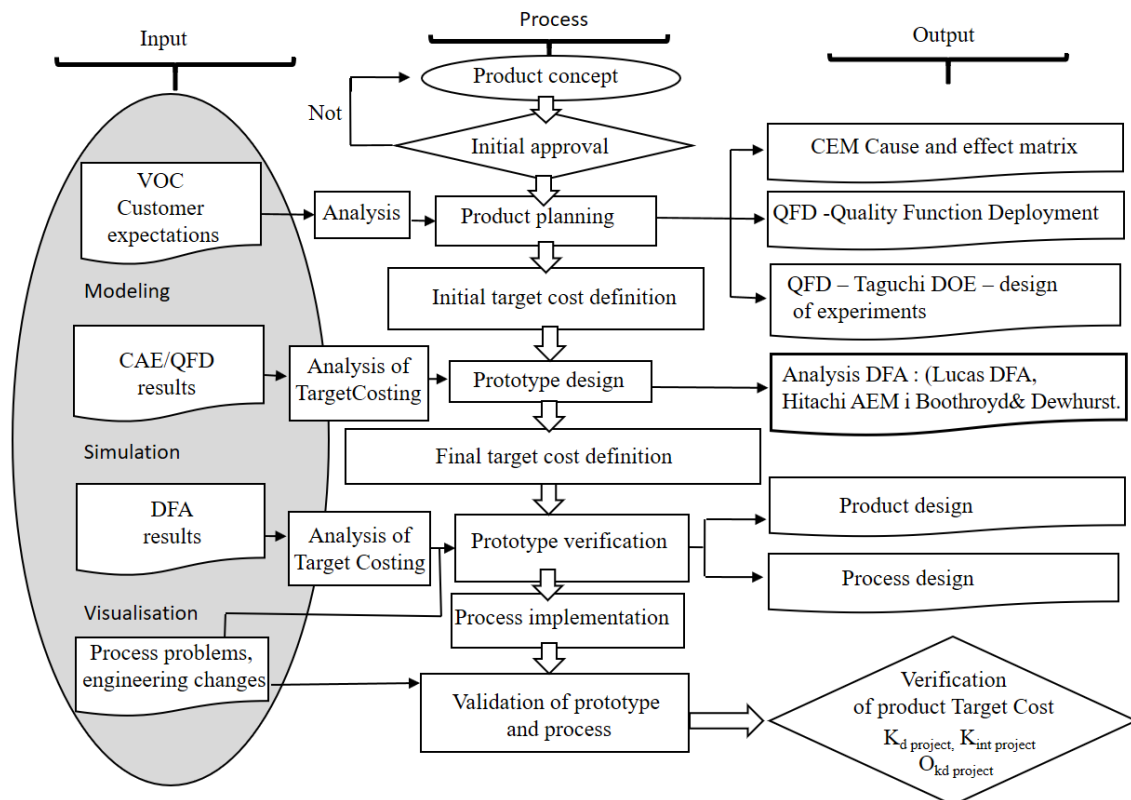 Input
Process
Output
Product concept
Not
Initial approval
CEM Cause and effect matrix
VOC
Customer
expectations
Analysis
Product planning
QFD -Quality Function Deployment
Modeling
Initial target cost definition
QFD – Taguchi DOE – design
of experiments
CAE/QFD
results
Analysis of
TargetCosting
Prototype design
Analysis DFA : (Lucas DFA,
Hitachi AEM i Boothroyd& Dewhurst.
Simulation
Final target cost definition
DFA
results
Analysis of
Target Costing
Prototype verification
Product design
Process design
Visualisation
Process implementation
Process problems,
engineering changes
Validation of prototype
and process
Verification
of product Target Cost
K d project, K int project
O kd project